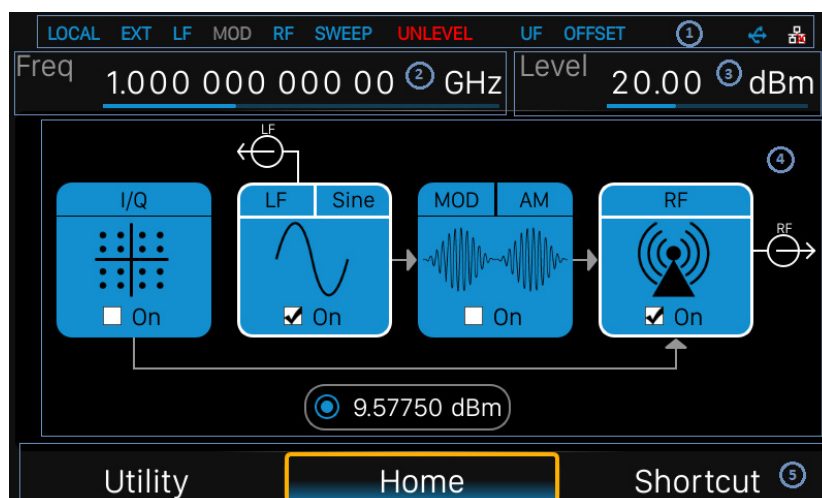 LOCAL EXT LF MOD RF SWEEP UNLEVEL UF OFFSET 1
Freq 1.000 000 000 00 2 GHz Level 20.00 3 dBm
4
LF
I/Q LF Sine MOD AM RF
RF
On On On On
9.57750 dBm
Utility Home Shortcut 5